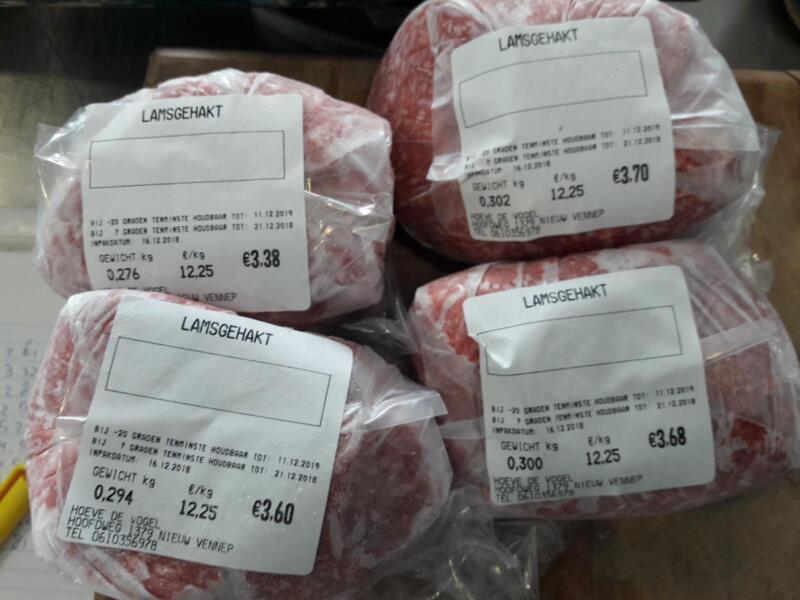 LAMSGEHAKT
BIJ -20 GRADEN TENMINSTE HOUDBAAR TOT: 11.12.2019
BIJ 7 GRADEN TENMINSTE HOUDBAAR TOT: 21.12.2018
INPAKDATUM: 16.12.2018
GEWICHT kg €/kg €3,38
0,276 12,25
HOEVE DE VOGEL
NIEUW VENNEP
LAMSGEHAKT
BIJ -20 GRADEN TENMINSTE HOUDBAAR TOT: 11.12.2019
BIJ 7 GRADEN TENMINSTE HOUDBAAR TOT: 21.12.2018
INPAKDATUM: 16.12.2018
GEWICHT kg €/kg €3,70
0,302 12,25
HOEVE DE VOGEL
HOOFDWEG 1379 NIEUW VENNEP
TEL 0610356978
LAMSGEHAKT
BIJ -20 GRADEN TENMINSTE HOUDBAAR TOT: 11.12.2019
BIJ 7 GRADEN TENMINSTE HOUDBAAR TOT: 21.12.2018
INPAKDATUM: 16.12.2018
GEWICHT kg €/kg €3,60
0,294 12,25
HOEVE DE VOGEL
HOOFDWEG 1379 NIEUW VENNEP
TEL 0610356978
LAMSGEHAKT
BIJ -20 GRADEN TENMINSTE HOUDBAAR TOT: 11.12.2019
BIJ 7 GRADEN TENMINSTE HOUDBAAR TOT: 21.12.2018
INPAKDATUM: 16.12.2018
GEWICHT kg €/kg €3,68
0,300 12,25
HOEVE DE VOGEL
HOOFDWEG 1379 NIEUW VENNEP
TEL 0610356978